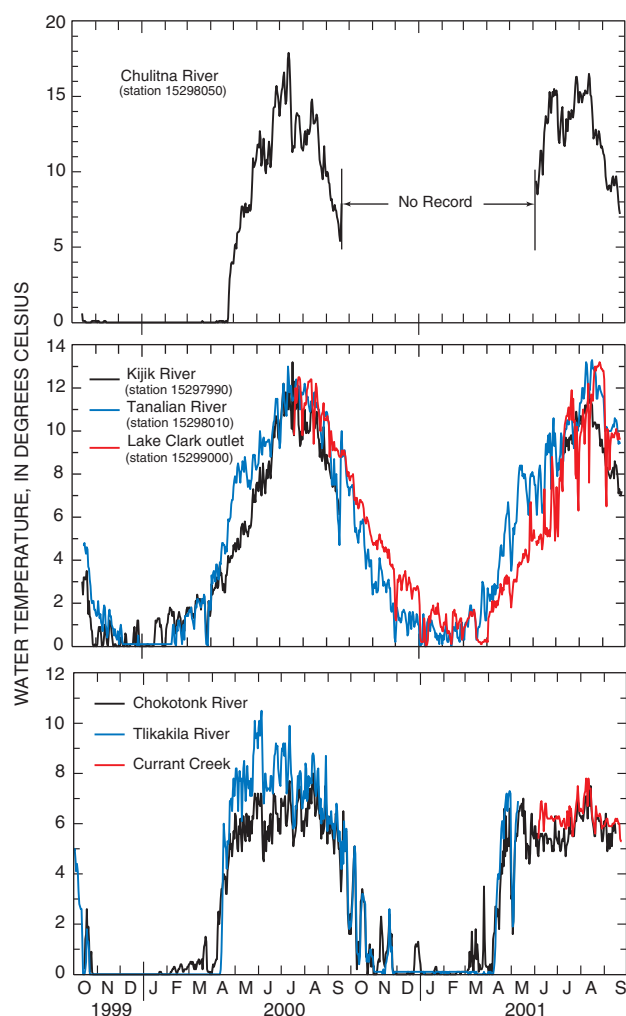 WATER TEMPERATURE, IN DEGREES CELSIUS
20
15
10
5
0
Chulitna River
(station 15298050)
No Record
14
12
10
8
6
4
2
0
Kijik River
(station 15297990)
Tanalian River
(station 15298010)
Lake Clark outlet
(station 15299000)
12
10
8
6
4
2
0
Chokotonk River
Tlikakila River
Currant Creek
O N D J F M A M J J A S O N D J F M A M J J A S
1999 2000 2001